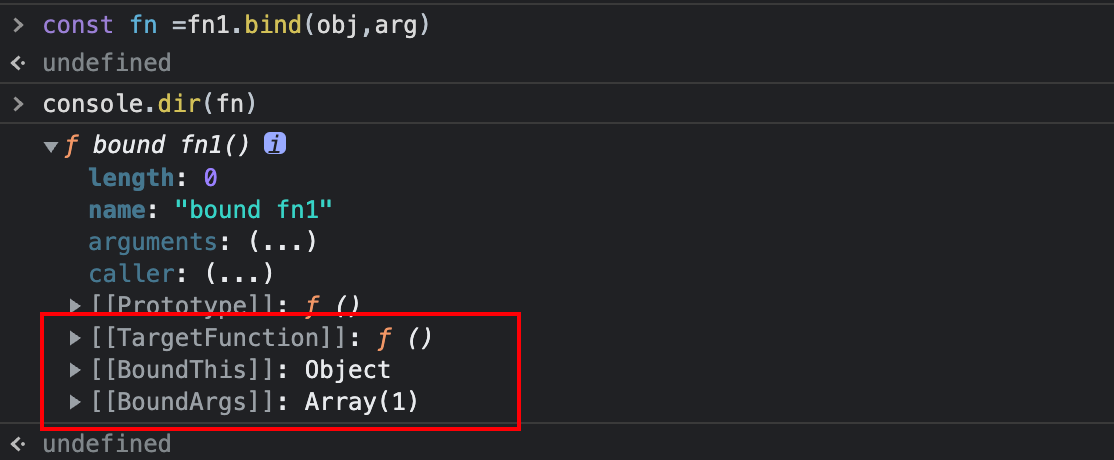 > const fn =fn1.bind(obj,arg)
undefined
> console.dir(fn)
▼ƒ bound fn1() i
length: 0
name: "bound fn1"
arguments: (...)
caller: (...)
▶ [[Prototype]]: ƒ ()
▶ [[TargetFunction]]: ƒ ()
▶ [[BoundThis]]: Object
▶ [[BoundArgs]]: Array(1)
undefined